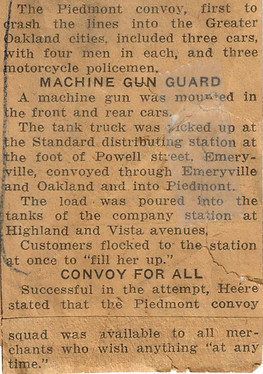 The Piedmont convoy, first to
crash the lines into the Greater
Oakland cities, included three cars,
with four men in each, and three
motorcycle policemen.
MACHINE GUN GUARD
A machine gun was mounted in
the front and rear cars.
The tank truck was picked up at
the Standard distributing station at
the foot of Powell street, Emery-
ville, convoyed through Emeryville
and Oakland and into Piedmont.
The load was poured into the
tanks of the company station at
Highland and Vista avenues,
Customers flocked to the station
at once to "fill her up."
CONVOY FOR ALL
Successful in the attempt, Heere
stated that the Piedmont convoy
squad was available to all mer-
chants who wish anything "at any
time."